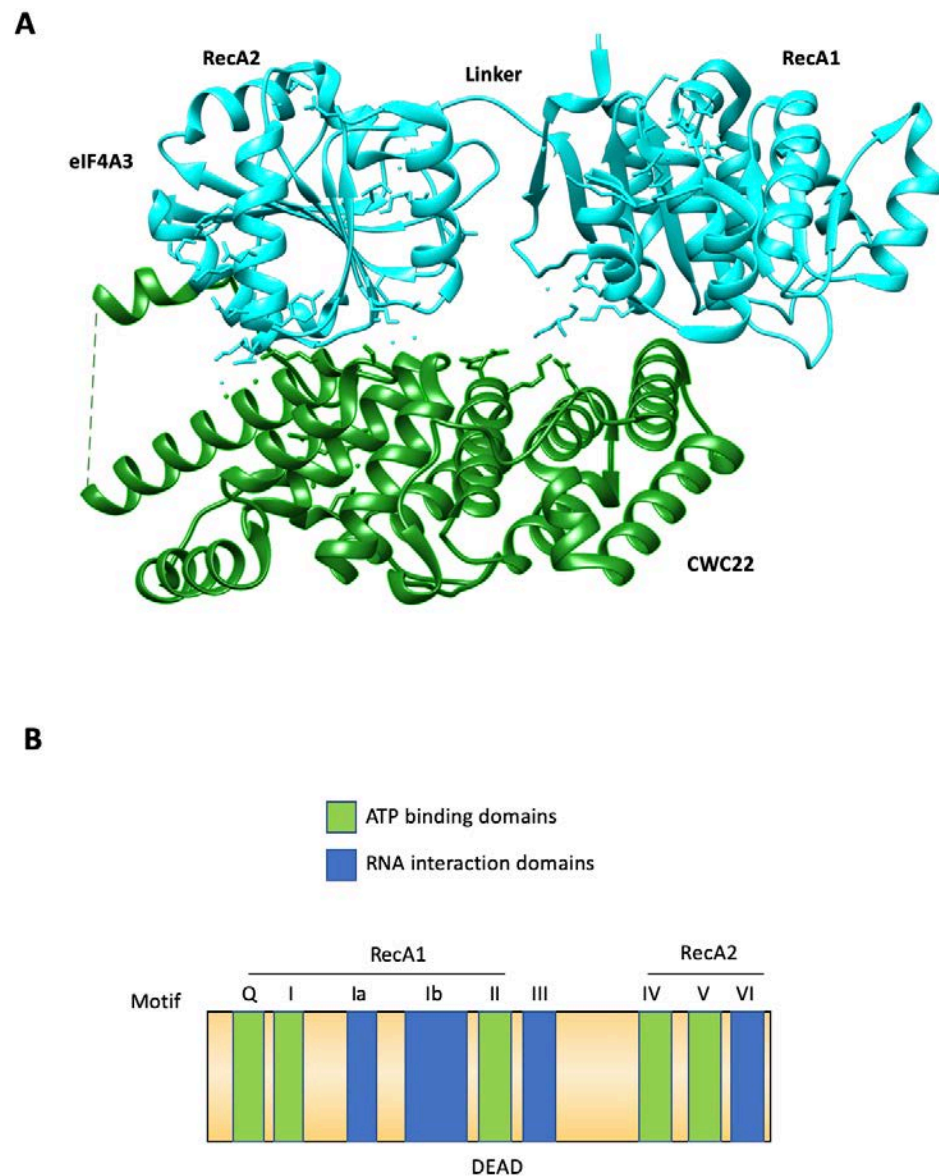 A
RecA2
Linker
RecA1
eIF4A3
CWC22
B
ATP binding domains
RNA interaction domains
RecA1
RecA2
Motif
Q I Ia Ib II III IV V VI
DEAD